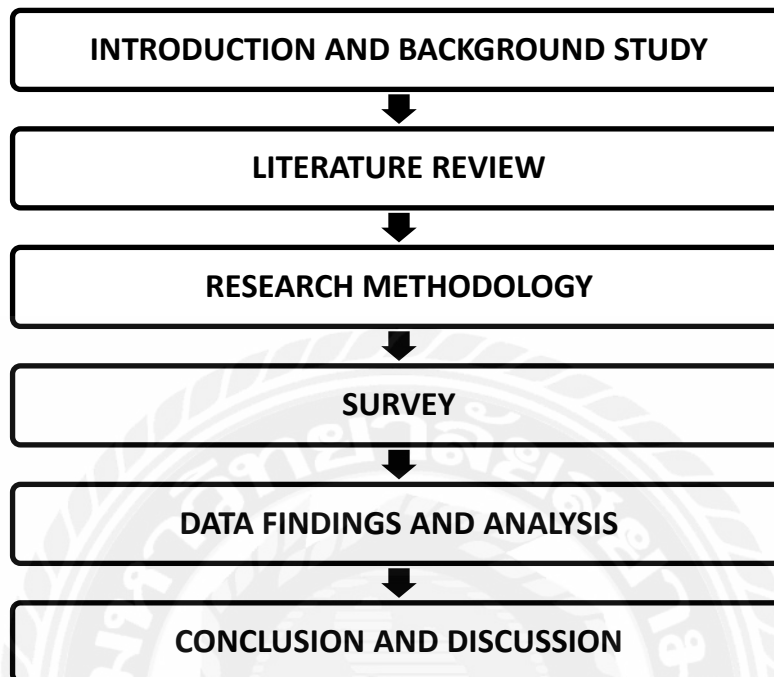 INTRODUCTION AND BACKGROUND STUDY
LITERATURE REVIEW
RESEARCH METHODOLOGY
SURVEY
DATA FINDINGS AND ANALYSIS
CONCLUSION AND DISCUSSION